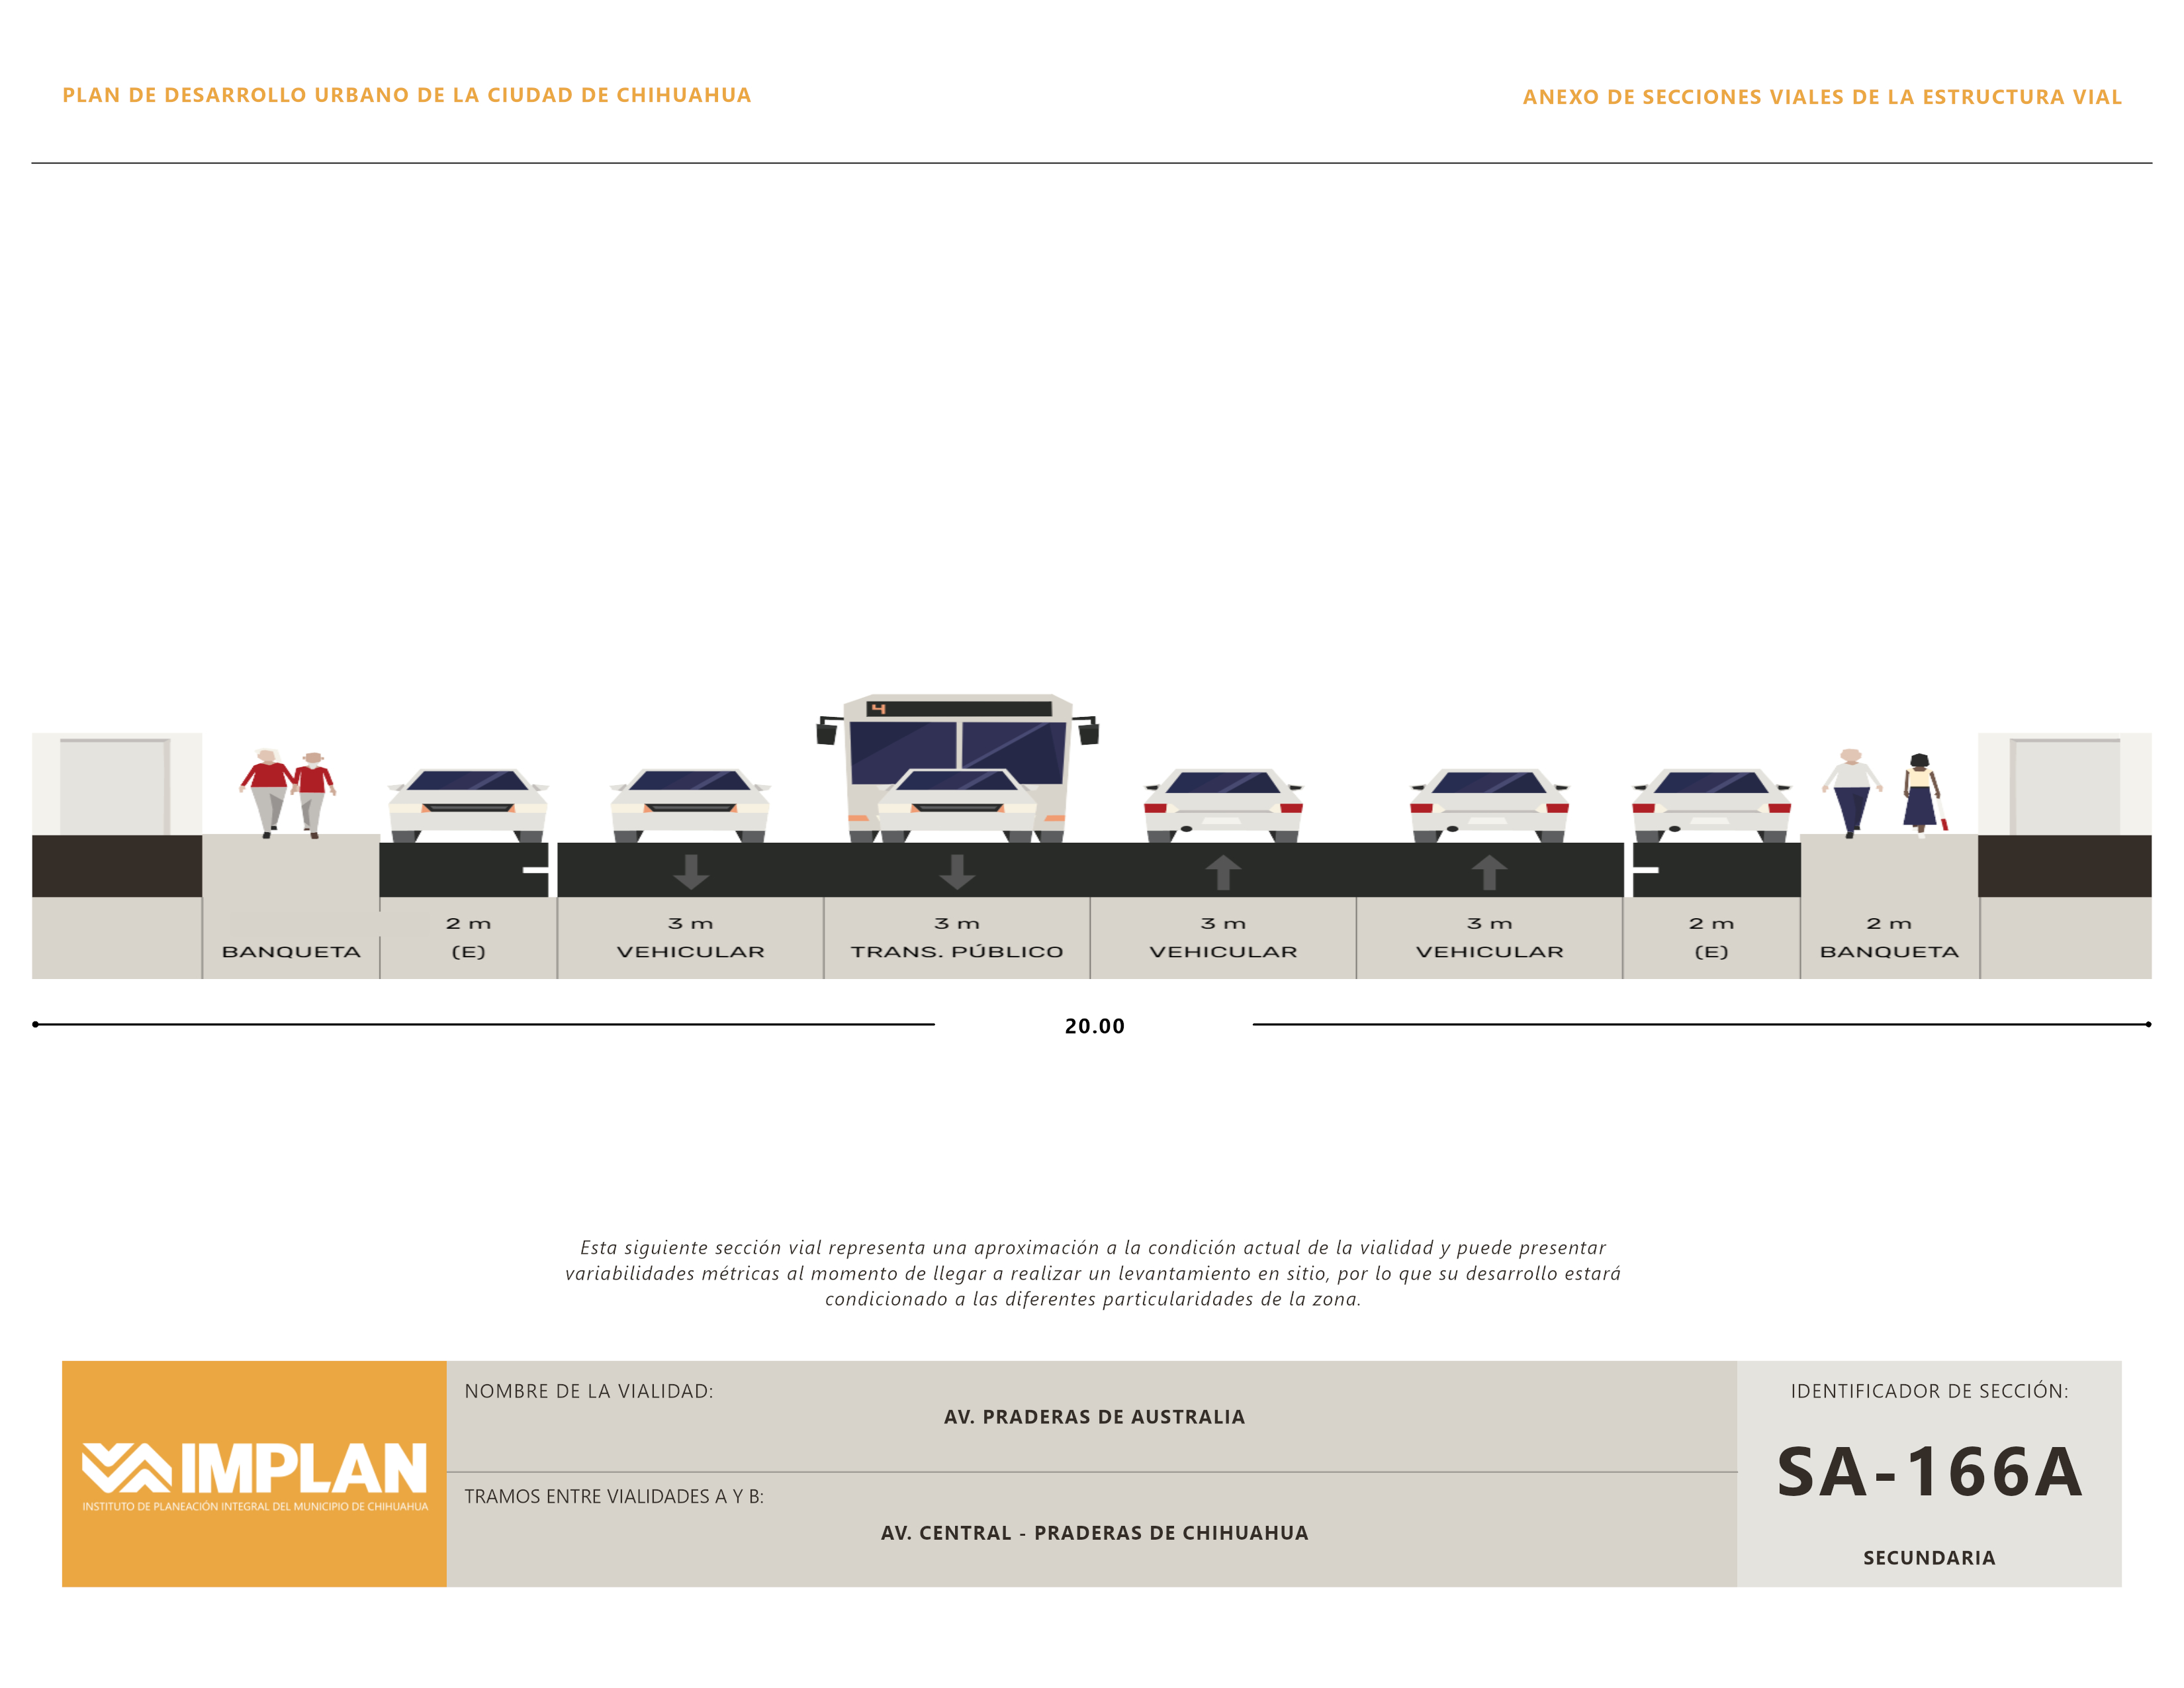 PLAN DE DESARROLLO URBANO DE LA CIUDAD DE CHIHUAHUA
ANEXO DE SECCIONES VIALES DE LA ESTRUCTURA VIAL
4
2 m
3 m
3 m
3 m
3 m
2 m
2 m
BANQUETA
(E)
VEHICULAR
TRANS. PÚBLICO
VEHICULAR
VEHICULAR
(E)
BANQUETA
20.00
Esta siguiente sección vial representa una aproximación a la condición actual de la vialidad y puede presentar
variabilidades métricas al momento de llegar a realizar un levantamiento en sitio, por lo que su desarrollo estará
condicionado a las diferentes particularidades de la zona.
IMPLAN
INSTITUTO DE PLANEACIÓN INTEGRAL DEL MUNICIPIO DE CHIHUAHUA
NOMBRE DE LA VIALIDAD:
AV. PRADERAS DE AUSTRALIA
TRAMOS ENTRE VIALIDADES A Y B:
AV. CENTRAL - PRADERAS DE CHIHUAHUA
IDENTIFICADOR DE SECCIÓN:
SA-166A
SECUNDARIA